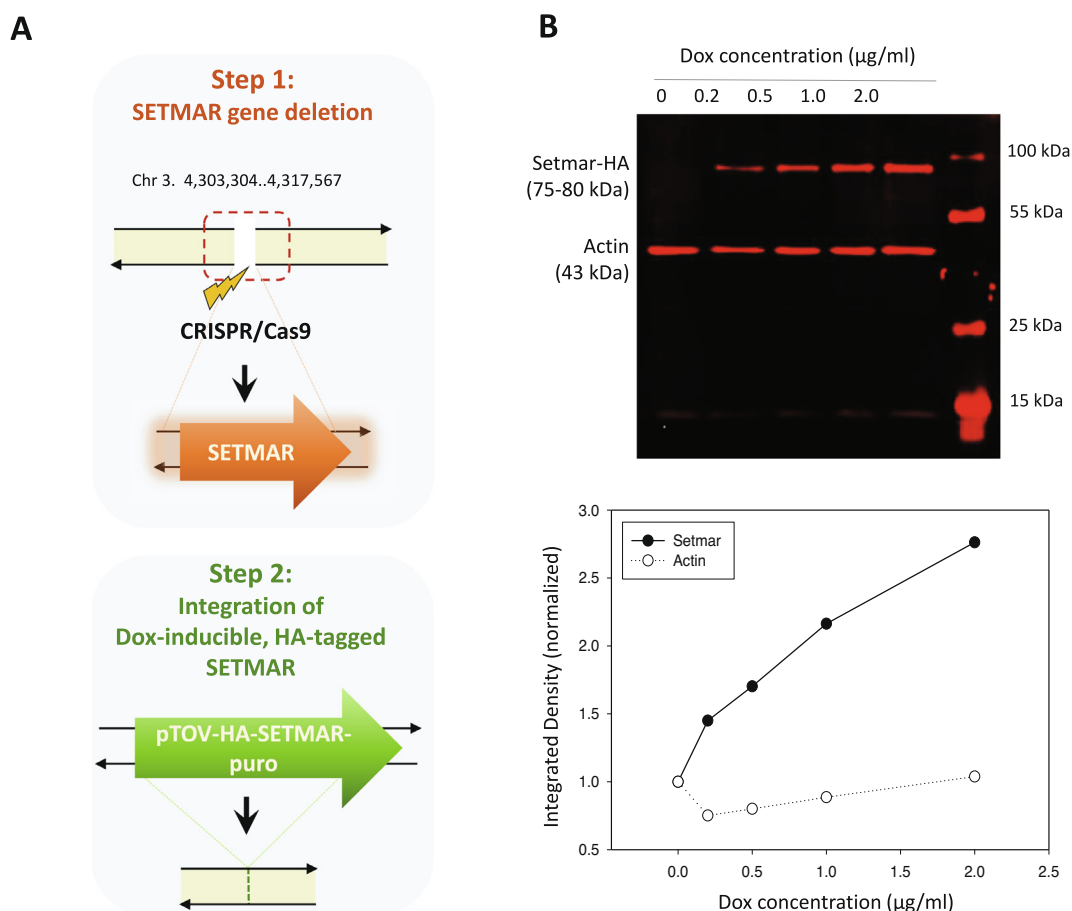 A
Step 1:
SETMAR gene deletion
Chr 3. 4,303,304..4,317,567
CRISPR/Cas9
SETMAR
Step 2:
Integration of
Dox-inducible, HA-tagged
SETMAR
pTOV-HA-SETMAR-
puro
B
Dox concentration (µg/ml)
0 0.2 0.5 1.0 2.0
Setmar-HA
(75-80 kDa)
Actin
(43 kDa)
100 kDa
55 kDa
25 kDa
15 kDa
Setmar
Actin
Integrated Density (normalized)
3.0
2.5
2.0
1.5
1.0
0.5
0.0 0.5 1.0 1.5 2.0 2.5
Dox concentration (µg/ml)